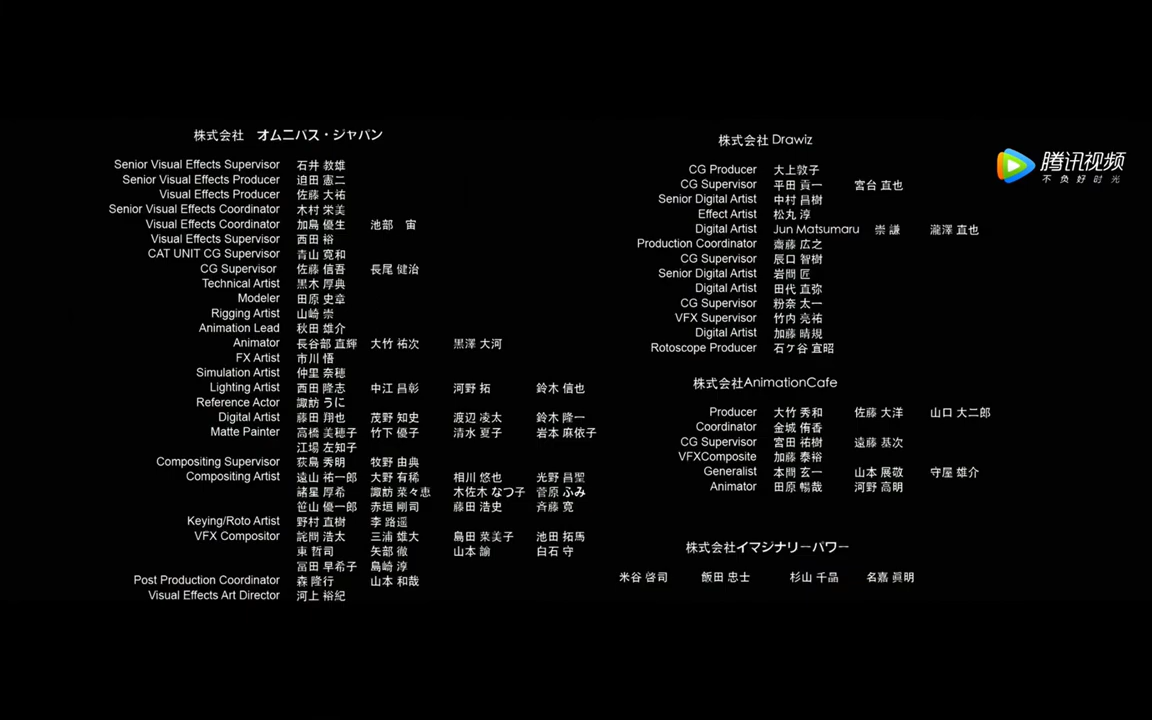 株式会社 オムニバス・ジャパン
Senior Visual Effects Supervisor 石井 教雄
Senior Visual Effects Producer 迫田 憲二
Visual Effects Producer 佐藤 大祐
Senior Visual Effects Coordinator 木村 栄美
Visual Effects Coordinator 加島 優生 池部 宙
Visual Effects Supervisor 西田 裕
CAT UNIT CG Supervisor 青山 寛和
CG Supervisor 佐藤 信吾 長尾 健治
Technical Artist 黒木 厚典
Modeler 田原 史章
Rigging Artist 山崎 崇
Animation Lead 秋田 雄介
Animator 長谷部 直輝 大竹 祐次 黒澤 大河
FX Artist 市川 悟
Simulation Artist 仲里 奈穂
Lighting Artist 西田 隆志 中江 昌彰 河野 拓 鈴木 信也
Reference Actor 諏訪 うに
Digital Artist 藤田 翔也 茂野 知史 渡辺 凌太 鈴木 隆一
Matte Painter 高橋 美穂子 竹下 優子 清水 夏子 岩本 麻依子
江場 左知子
Compositing Supervisor 荻島 秀明 牧野 由典
Compositing Artist 遠山 祐一郎 大野 有稀 相川 悠也 光野 昌聖
諸星 厚希 諏訪 菜々恵 木佐木 なつ子 菅原 ふみ
笹山 優一郎 赤垣 剛司 藤田 浩史 斉藤 寛
Keying/Roto Artist 野村 直樹 李 路遥
VFX Compositor 詫間 浩太 三浦 雄大 島田 菜美子 池田 拓馬
東 哲司 矢部 徹 山本 諭 白石 守
冨田 早希子 島崎 淳
Post Production Coordinator 森 隆行 山本 和哉
Visual Effects Art Director 河上 裕紀
株式会社 Drawiz
CG Producer 大上 敦子
CG Supervisor 平田 貢一 宮台 直也
Senior Digital Artist 中村 昌樹
Effect Artist 松丸 淳
Digital Artist Jun Matsumaru 崇 謙 瀧澤 直也
Production Coordinator 齋藤 広之
CG Supervisor 辰口 智樹
Senior Digital Artist 岩間 匠
Digital Artist 田代 直弥
CG Supervisor 粉奈 太一
VFX Supervisor 竹内 亮祐
Digital Artist 加藤 晴規
Rotoscope Producer 石ケ谷 宜昭
株式会社AnimationCafe
Producer 大竹 秀和 佐藤 大洋 山口 大二郎
Coordinator 金城 侑香
CG Supervisor 宮田 祐樹 遠藤 基次
VFXComposite 加藤 泰裕
Generalist 本間 玄一 山本 展敬 守屋 雄介
Animator 田原 暢哉 河野 高明
株式会社イマジナリーパワー
米谷 啓司 飯田 忠士 杉山 千晶 名嘉 眞明
腾讯视频
不负好时光